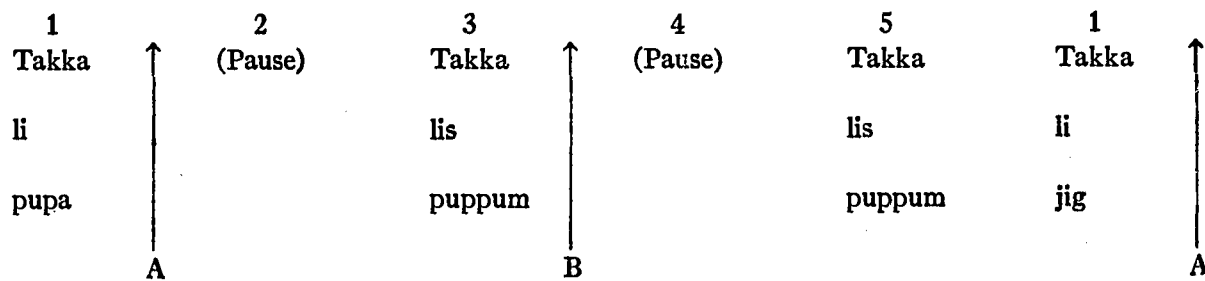 1 2 3 4 5 1
Takka (Pause) Takka (Pause) Takka Takka
li lis lis li
pupa puppum puppum jig
A B A